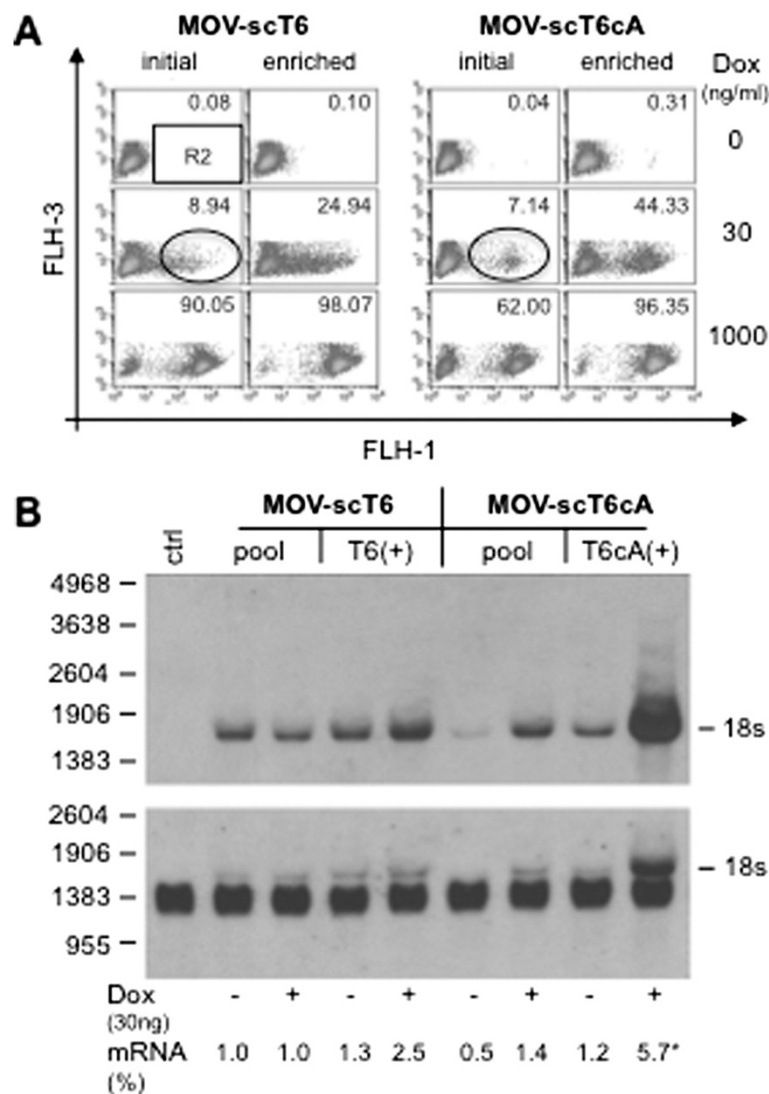 A
MOV-scT6 MOV-scT6cA
initial enriched initial enriched Dox
(ng/ml)
0.08 0.10 0.04 0.31
R2
0
8.94 24.94 7.14 44.33
30
90.05 98.07 62.00 96.35
1000
FLH-3
FLH-1
B
MOV-scT6 MOV-scT6cA
ctrl pool T6(+) pool T6cA(+)
4968
3638
2604
1906
18s
1383
2604
1906
18s
1383
955
Dox - + - + - + - +
(30ng)
mRNA 1.0 1.0 1.3 2.5 0.5 1.4 1.2 5.7*
(%)